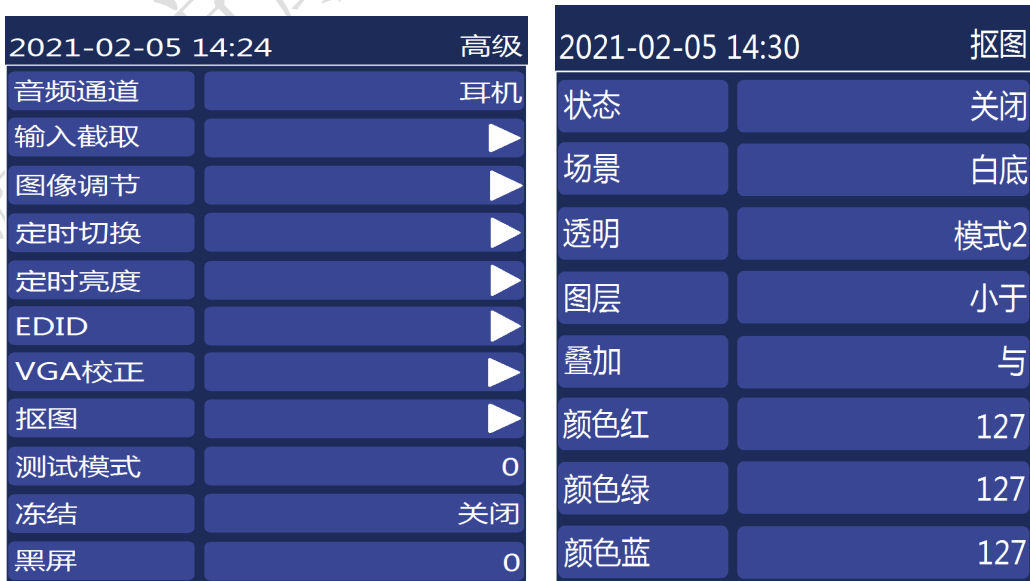 2021-02-05 14:24 高级
音频通道 耳机
输入截取
图像调节
定时切换
定时亮度
EDID
VGA校正
抠图
测试模式 0
冻结 关闭
黑屏 0
2021-02-05 14:30 抠图
状态 关闭
场景 白底
透明 模式2
图层 小于
叠加 与
颜色红 127
颜色绿 127
颜色蓝 127